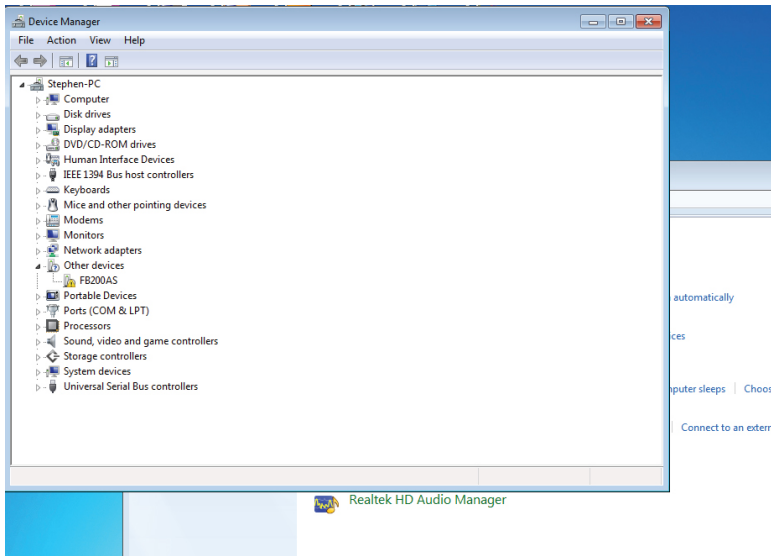 Device Manager
File Action View Help
Stephen-PC
Computer
Disk drives
Display adapters
DVD/CD-ROM drives
Human Interface Devices
IEEE 1394 Bus host controllers
Keyboards
Mice and other pointing devices
Modems
Monitors
Network adapters
Other devices
FB200AS
Portable Devices
Ports (COM & LPT)
Processors
Sound, video and game controllers
Storage controllers
System devices
Universal Serial Bus controllers
automatically
ces
puter sleeps Choos
Connect to an extern
Realtek HD Audio Manager